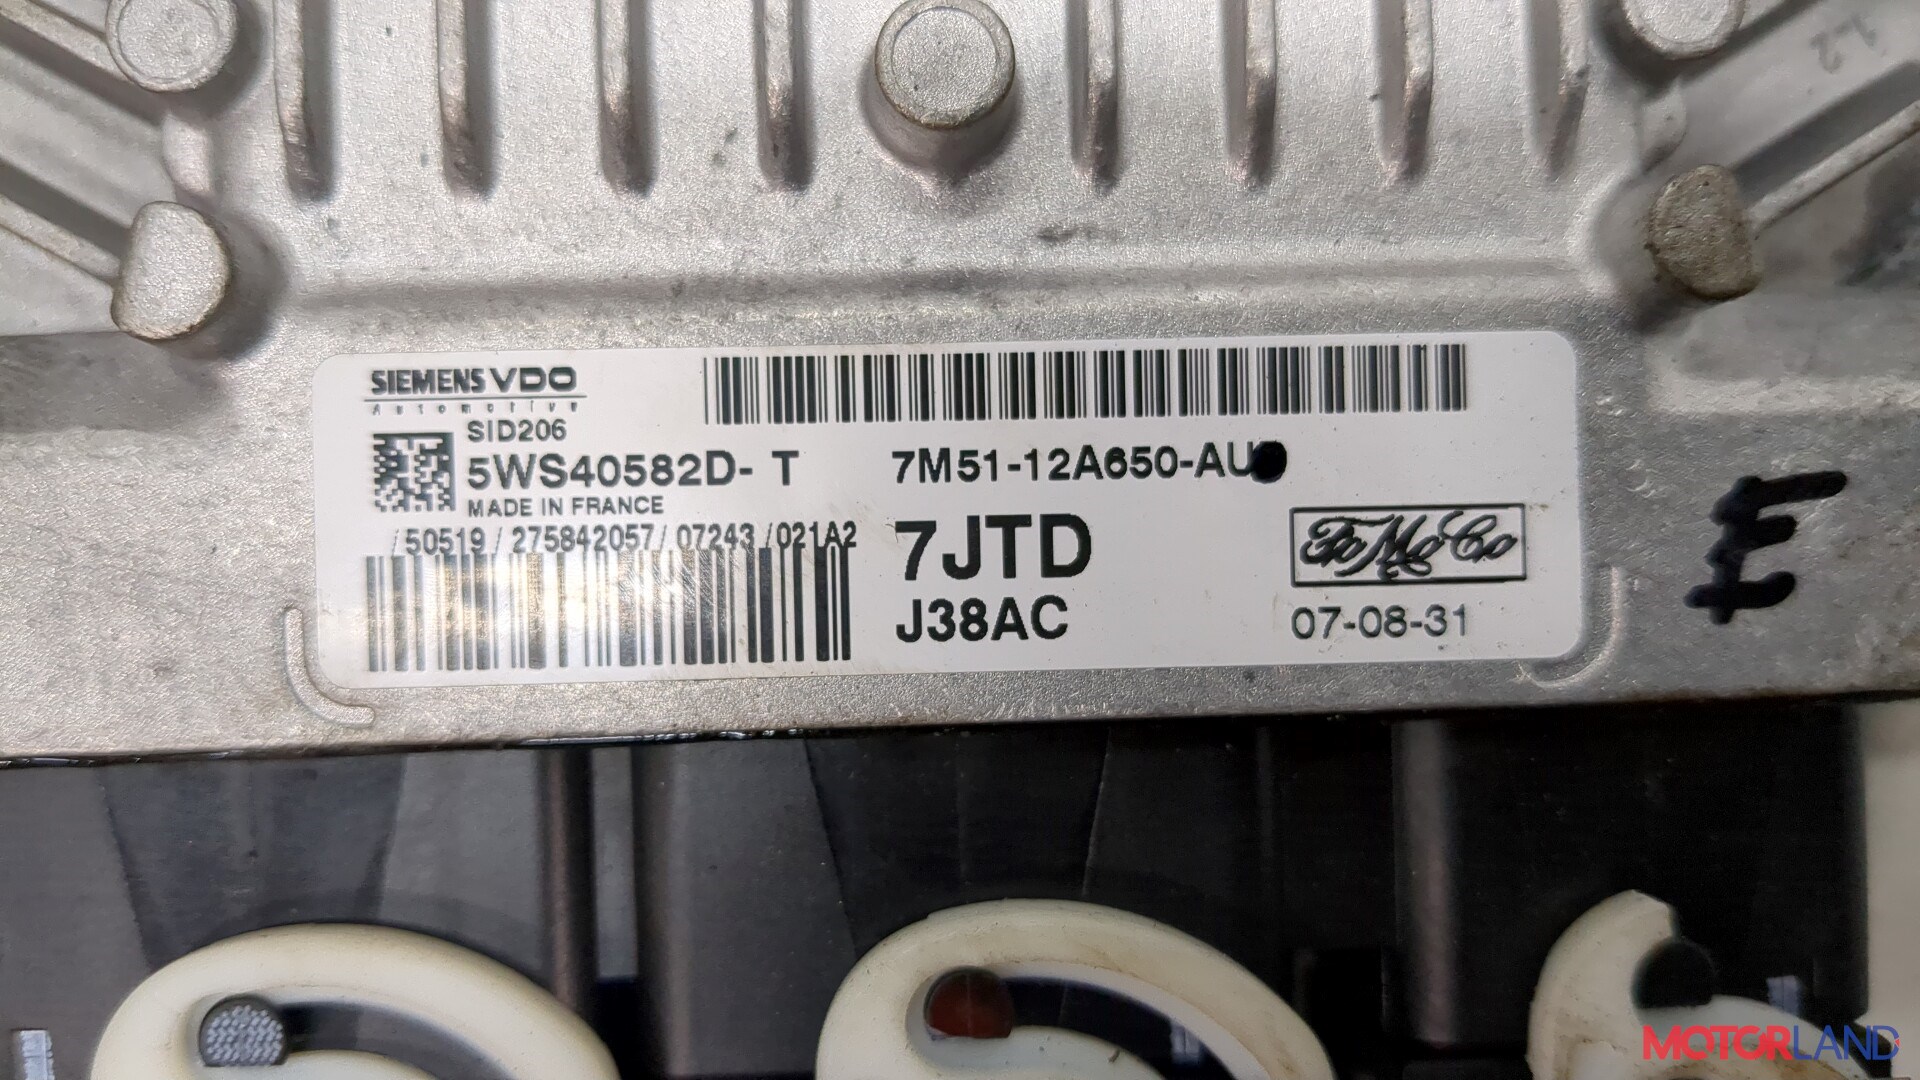 SIEMENS VDO
Automotive
SID206
5WS40582D- T
7M51-12A650-AU
MADE IN FRANCE
/50519/275842057/07243/021A2
7JTD
J38AC
FoMoCo
07-08-31
E
MOTORLAND